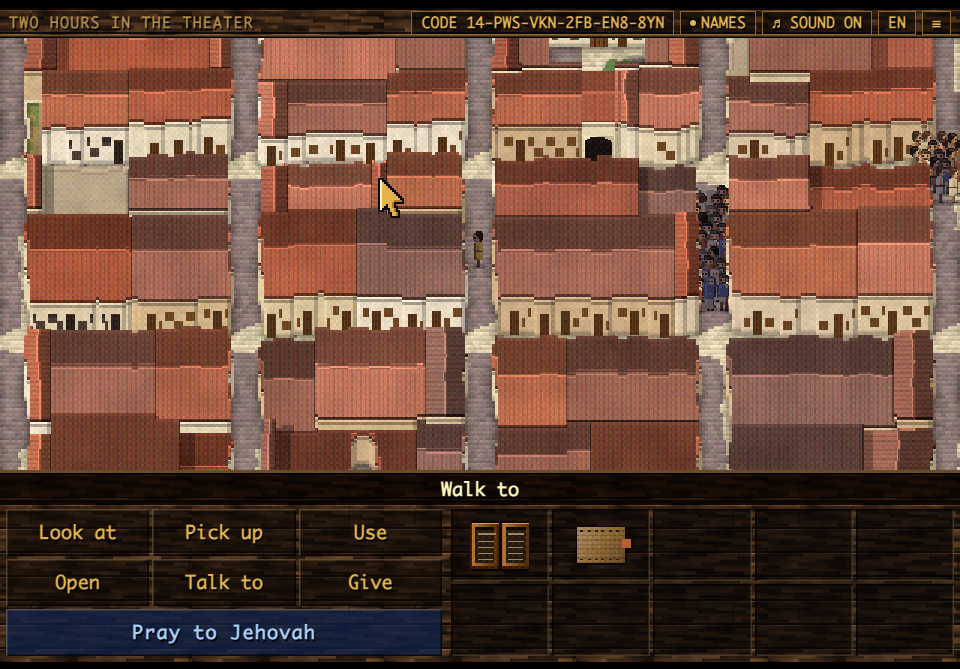 TWO HOURS IN THE THEATER
CODE 14-PWS-VKN-2FB-EN8-8YN
NAMES
SOUND ON
EN
Walk to
Look at
Pick up
Use
Open
Talk to
Give
Pray to Jehovah